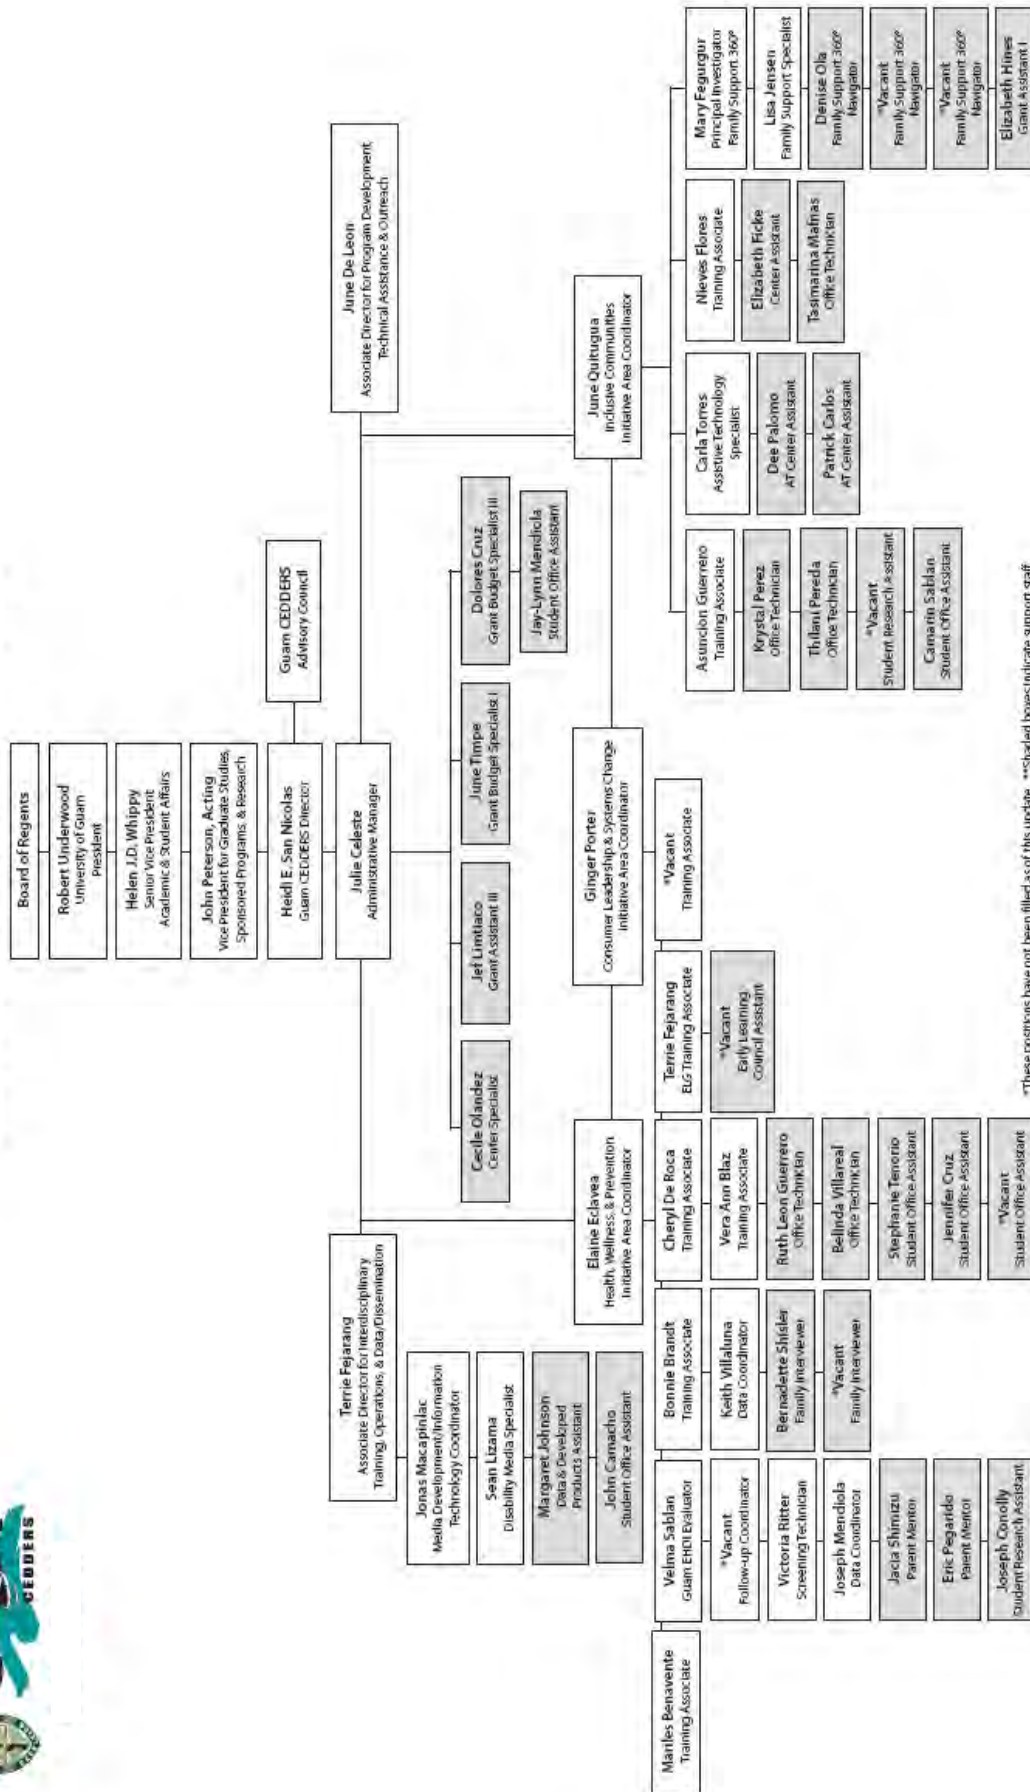 CEDDERS
Board of Regents
Robert Underwood
University of Guam
President
Helen J.D. Whippy
Senior Vice President
Academic & Student Affairs
John Peterson, Acting
Vice President for Graduate Studies,
Sponsored Programs, & Research
Heidi E. San Nicolas
Guam CEDDERS Director
Guam CEDDERS
Advisory Council
Julie Celeste
Administrative Manager
Terrie Fejarang
Associate Director for Interdisciplinary
Training, Operations, & Data/Dissemination
June De Leon
Associate Director for Program Development
Technical Assistance & Outreach
Jonas Macapinlac
Media Development/Information
Technology Coordinator
Sean Lizama
Disability Media Specialist
Margaret Johnson
Data & Developed
Products Assistant
John Camacho
Student Office Assistant
Cecile Olandez
Center Specialist
Jef Limtiaco
Grant Assistant III
June Timpe
Grant Budget Specialist I
Dolores Cruz
Grant Budget Specialist III
Jay-Lynn Mendiola
Student Office Assistant
Elaine Eclavea
Health, Wellness, & Prevention
Initiative Area Coordinator
Ginger Porter
Consumer Leadership & Systems Change
Initiative Area Coordinator
June Quitugua
Inclusive Communities
Initiative Area Coordinator
Mariles Benavente
Training Associate
Velma Sablan
Guam EHDI Evaluator
*Vacant
Follow-up Coordinator
Victoria Ritter
Screening Technician
Joseph Mendiola
Data Coordinator
Jacia Shimizu
Parent Mentor
Eric Pegarido
Parent Mentor
Joseph Conolly
Student Research Assistant
Bonnie Brandt
Training Associate
Keith Villaluna
Data Coordinator
Bernadette Shisler
Family Interviewer
*Vacant
Family Interviewer
Cheryl De Roca
Training Associate
Vera Ann Blaz
Training Associate
Ruth Leon Guerrero
Office Technician
Belinda Villareal
Office Technician
Stephanie Tenorio
Student Office Assistant
Jennifer Cruz
Student Office Assistant
*Vacant
Student Office Assistant
Terrie Fejarang
ELG Training Associate
*Vacant
Early Learning
Council Assistant
*Vacant
Training Associate
Asuncion Guerrero
Training Associate
Krystal Perez
Office Technician
Thilani Pereda
Office Technician
*Vacant
Student Research Assistant
Camarin Sablan
Student Office Assistant
Carla Torres
Assistive Technology
Specialist
Dee Palomo
AT Center Assistant
Patrick Carlos
AT Center Assistant
Nieves Flores
Training Associate
Elizabeth Ficke
Center Assistant
Tasimarina Mafnas
Office Technician
Mary Fegurgur
Principal Investigator
Family Support 360°
Lisa Jensen
Family Support Specialist
Denise Ola
Family Support 360°
Navigator
*Vacant
Family Support 360°
Navigator
*Vacant
Family Support 360°
Navigator
Elizabeth Hines
Grant Assistant I
*These positions have not been filled as of this update. **Shaded boxes indicate support staff.